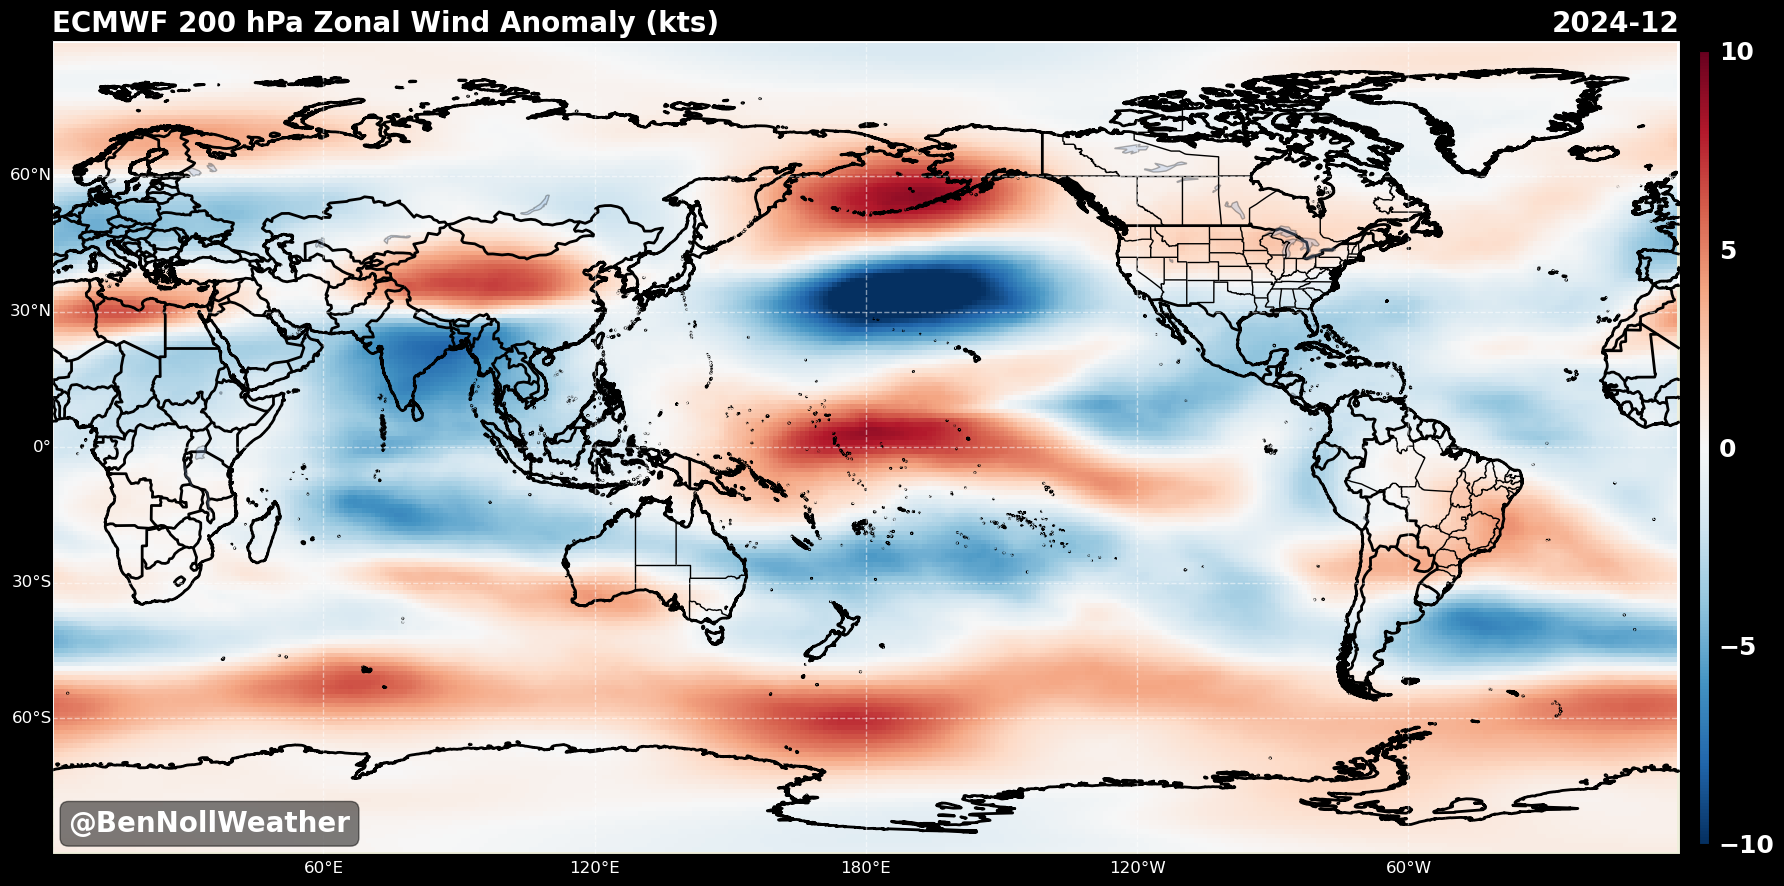 ECMWF 200 hPa Zonal Wind Anomaly (kts)
2024-12
10
5
0
−5
−10
60°N
30°N
0°
30°S
60°S
60°E
120°E
180°E
120°W
60°W
@BenNollWeather